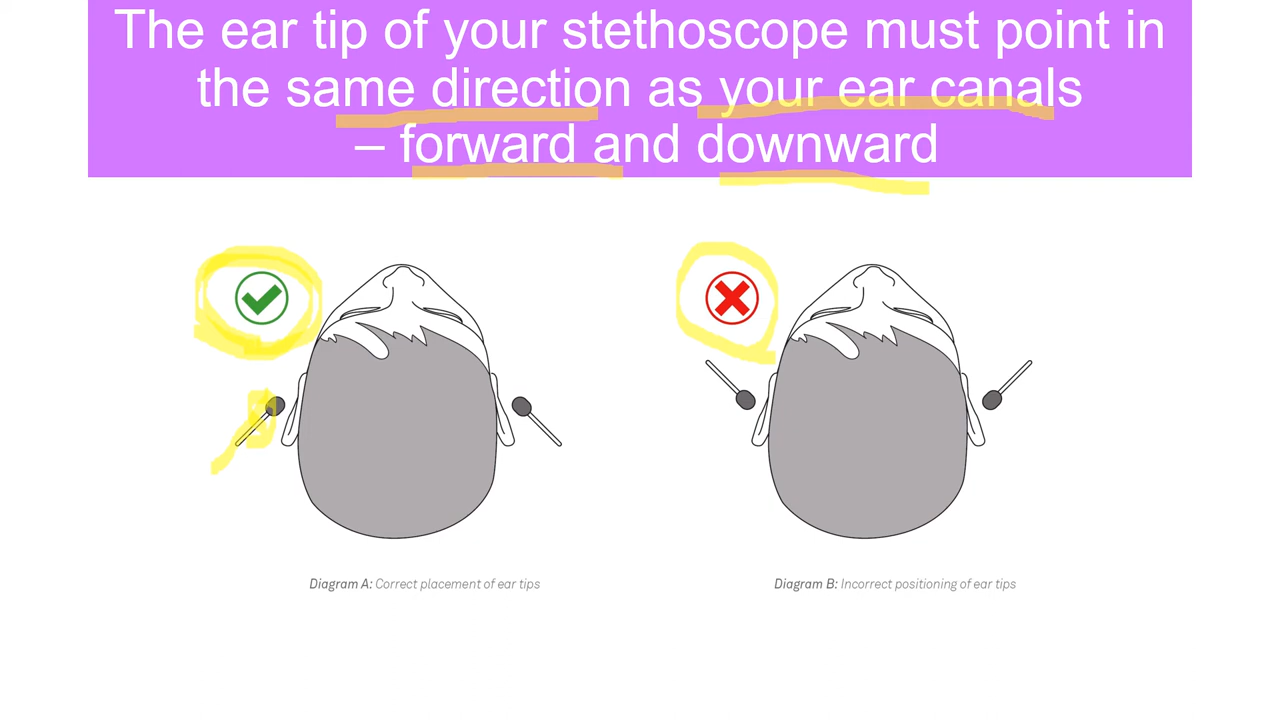 The ear tip of your stethoscope must point in
the same direction as your ear canals
– forward and downward
Diagram A: Correct placement of ear tips
Diagram B: Incorrect positioning of ear tips